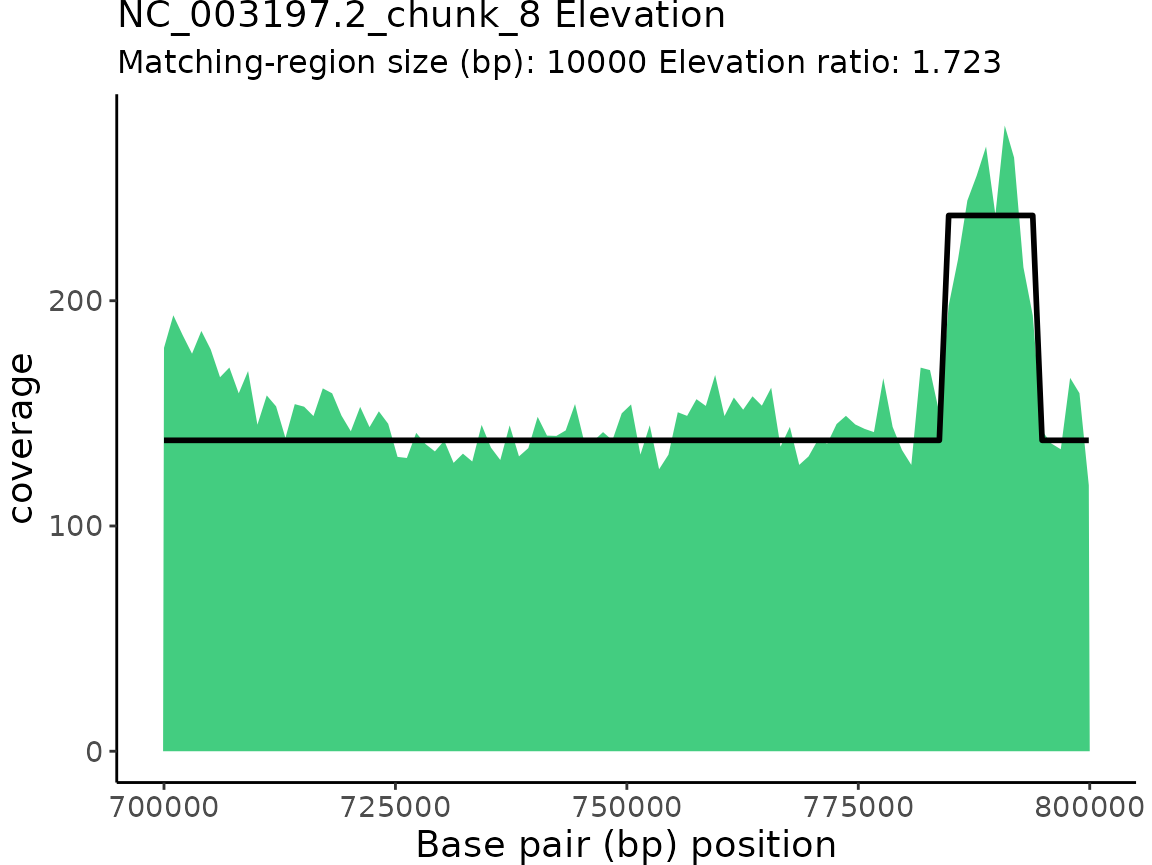 NC_003197.2_chunk_8 Elevation
Matching-region size (bp): 10000 Elevation ratio: 1.723
coverage
200
100
0
700000 725000 750000 775000 800000
Base pair (bp) position